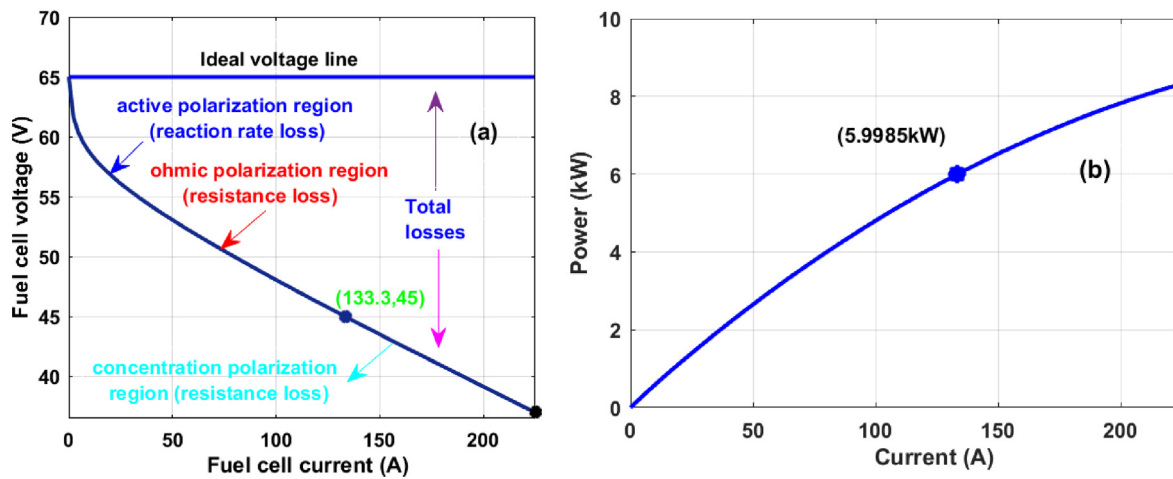 70
65
60
55
50
45
40
Fuel cell voltage (V)
Ideal voltage line
active polarization region
(reaction rate loss)
(a)
ohmic polarization region
(resistance loss)
Total
losses
(133.3,45)
concentration polarization
region (resistance loss)
0
50
100
150
200
Fuel cell current (A)
10
8
6
4
2
0
Power (kW)
(5.9985kW)
(b)
0
50
100
150
200
Current (A)